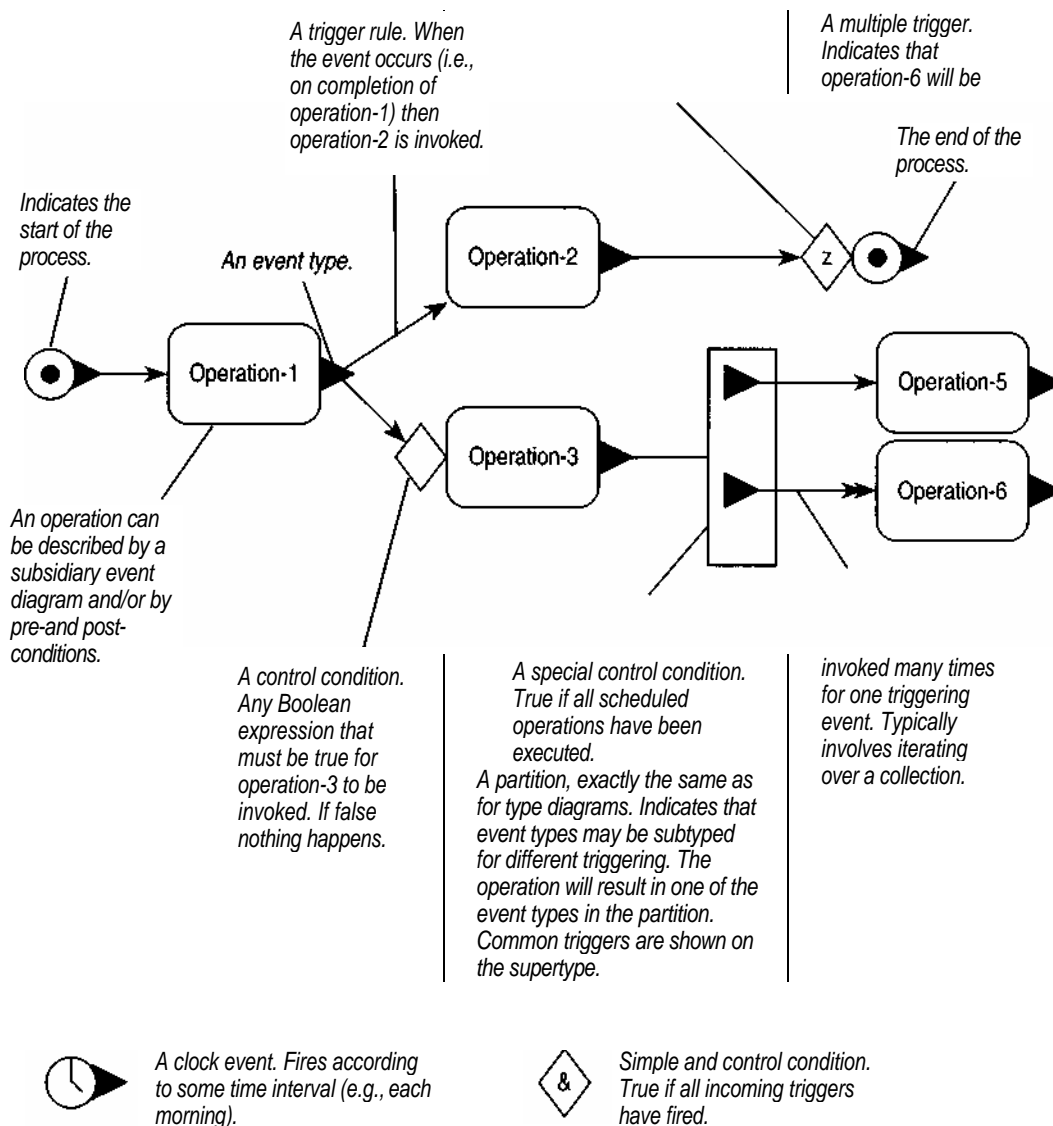 A trigger rule. When
the event occurs (i.e.,
on completion of
operation-1) then
operation-2 is invoked.
A multiple trigger.
Indicates that
operation-6 will be
The end of the
process.
Indicates the
start of the
process.
An event type.
Operation-2
z
Operation-1
Operation-5
Operation-3
Operation-6
An operation can
be described by a
subsidiary event
diagram and/or by
pre-and post-
conditions.
A control condition.
Any Boolean
expression that
must be true for
operation-3 to be
invoked. If false
nothing happens.
A special control condition.
True if all scheduled
operations have been
executed.
A partition, exactly the same as
for type diagrams. Indicates that
event types may be subtyped
for different triggering. The
operation will result in one of the
event types in the partition.
Common triggers are shown on
the supertype.
invoked many times
for one triggering
event. Typically
involves iterating
over a collection.
A clock event. Fires according
to some time interval (e.g., each
morning).
&
Simple and control condition.
True if all incoming triggers
have fired.